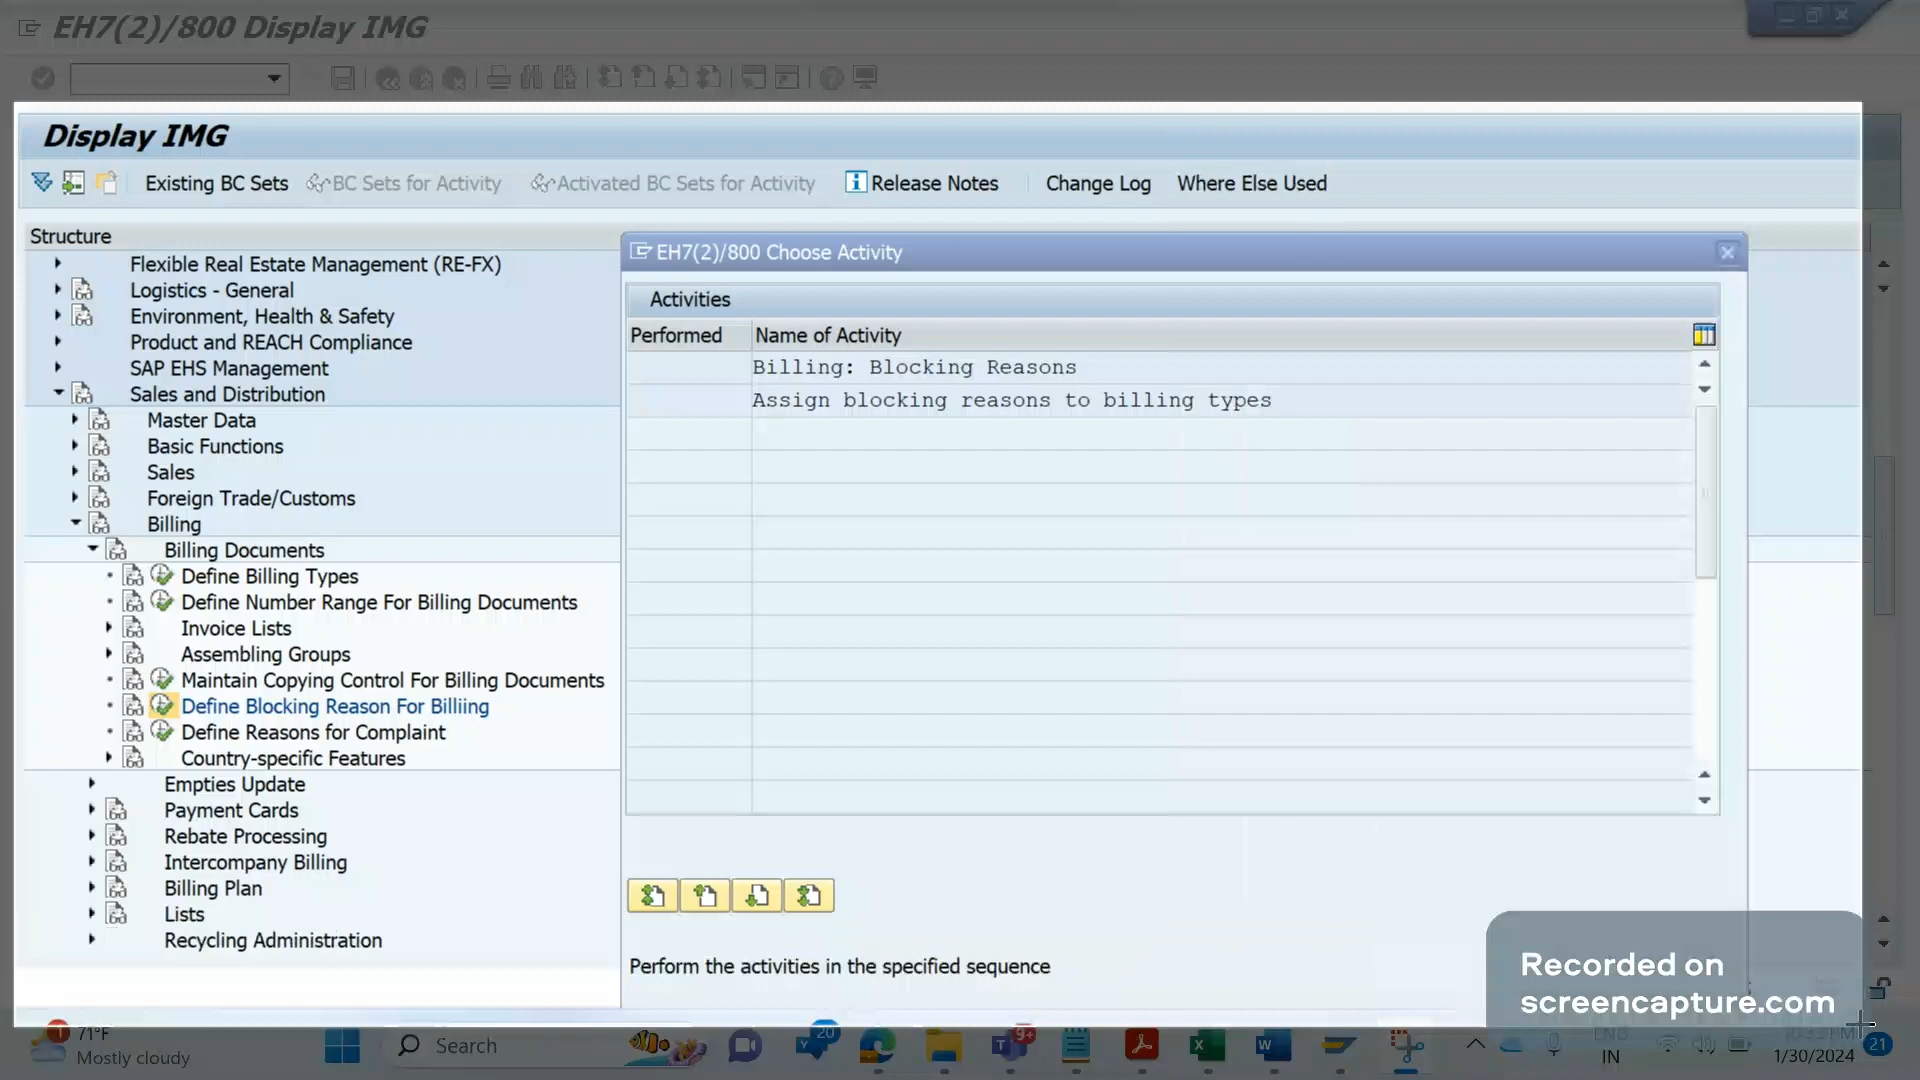 EH7(2)/800 Display IMG
Display IMG
Existing BC Sets
BC Sets for Activity
Activated BC Sets for Activity
Release Notes
Change Log
Where Else Used
Structure
Flexible Real Estate Management (RE-FX)
Logistics - General
Environment, Health & Safety
Product and REACH Compliance
SAP EHS Management
Sales and Distribution
Master Data
Basic Functions
Sales
Foreign Trade/Customs
Billing
Billing Documents
Define Billing Types
Define Number Range For Billing Documents
Invoice Lists
Assembling Groups
Maintain Copying Control For Billing Documents
Define Blocking Reason For Billiing
Define Reasons for Complaint
Country-specific Features
Empties Update
Payment Cards
Rebate Processing
Intercompany Billing
Billing Plan
Lists
Recycling Administration
EH7(2)/800 Choose Activity
Activities
Performed Name of Activity
Billing: Blocking Reasons
Assign blocking reasons to billing types
Perform the activities in the specified sequence
Recorded on
screencapture.com
71°F
Mostly cloudy
Search
20
9+
ENG
IN
1/30/2024
21